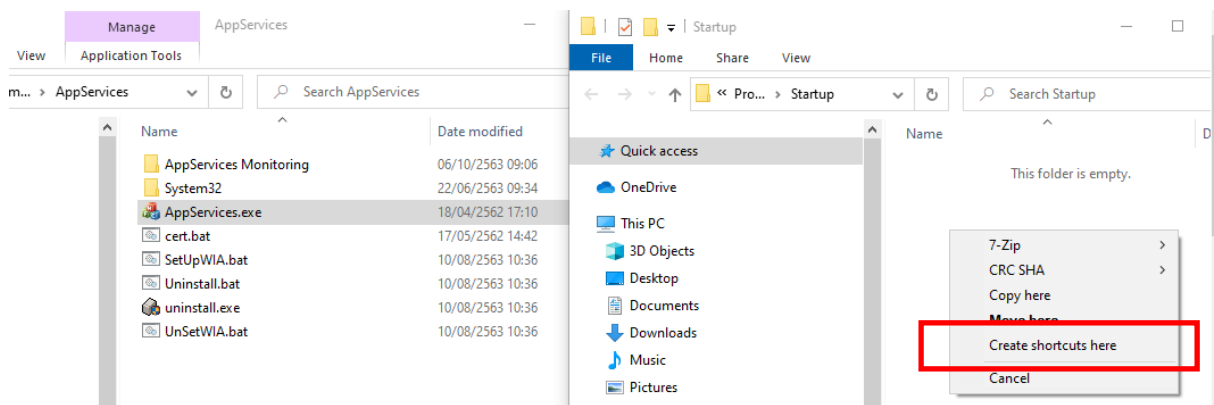 Manage
AppServices
View
Application Tools
m... › AppServices
Search AppServices
Name
Date modified
AppServices Monitoring
06/10/2563 09:06
System32
22/06/2563 09:34
AppServices.exe
18/04/2562 17:10
cert.bat
17/05/2562 14:42
SetUpWIA.bat
10/08/2563 10:36
Uninstall.bat
10/08/2563 10:36
uninstall.exe
10/08/2563 10:36
UnSetWIA.bat
10/08/2563 10:36
Startup
File
Home
Share
View
« Pro... › Startup
Search Startup
Quick access
OneDrive
This PC
3D Objects
Desktop
Documents
Downloads
Music
Pictures
Name
D
This folder is empty.
7-Zip
CRC SHA
Copy here
Move here
Create shortcuts here
Cancel